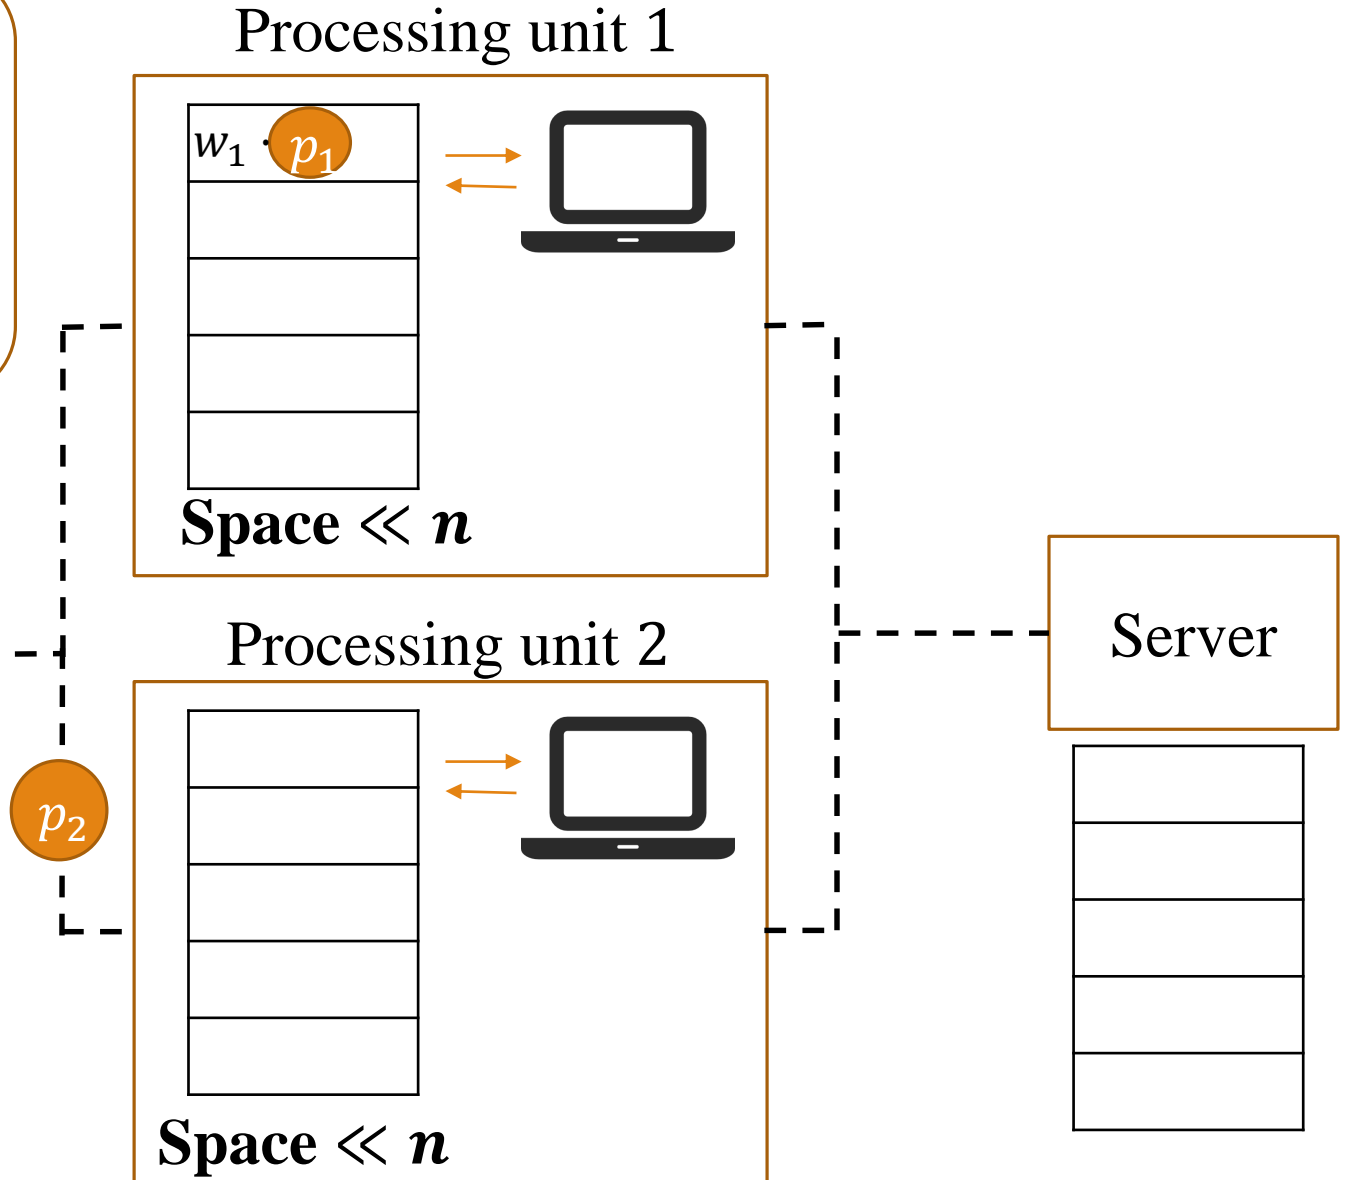 Processing unit 1
w₁ · p₁
Space ≪ n
Processing unit 2
p₂
Server
Space ≪ n